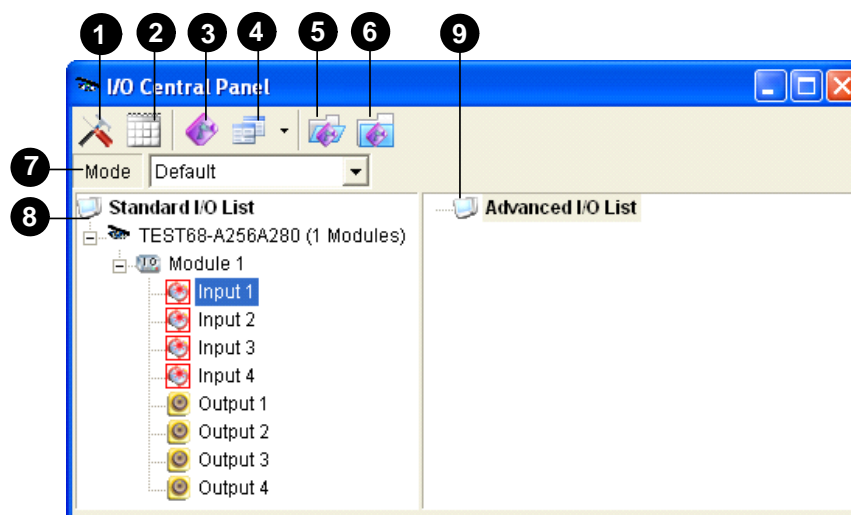 1 2 3 4 5 6 9
I/O Central Panel
7 Mode Default
8 Standard I/O List
Advanced I/O List
TEST68-A256A280 (1 Modules)
Module 1
Input 1
Input 2
Input 3
Input 4
Output 1
Output 2
Output 3
Output 4